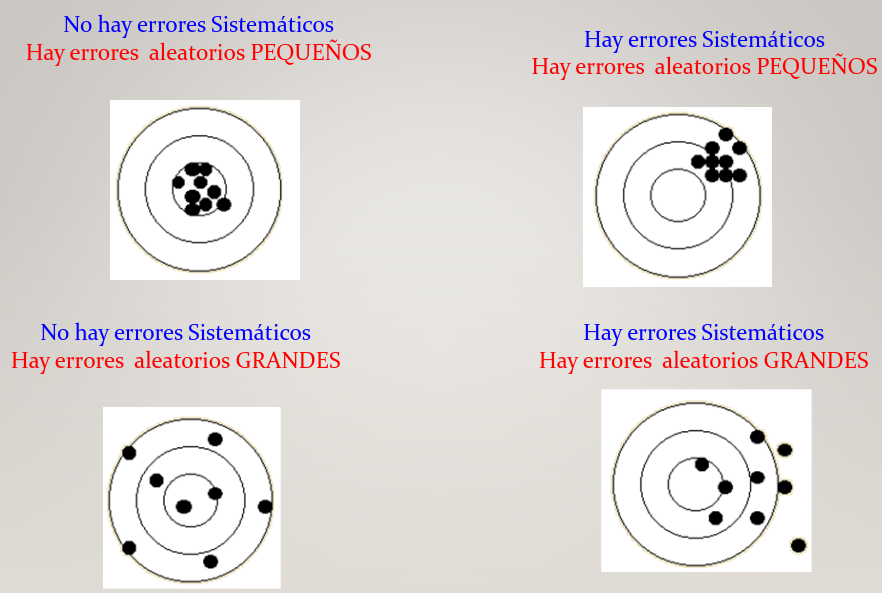 No hay errores Sistemáticos
Hay errores aleatorios PEQUEÑOS
Hay errores Sistemáticos
Hay errores aleatorios PEQUEÑOS
No hay errores Sistemáticos
Hay errores aleatorios GRANDES
Hay errores Sistemáticos
Hay errores aleatorios GRANDES